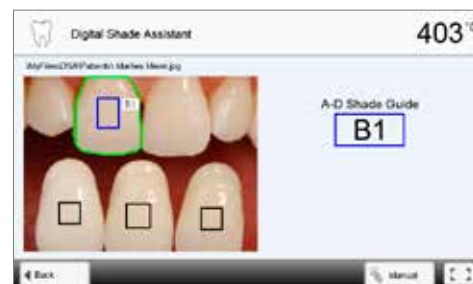 Digital Shade Assistant
403 °C
B1
A-D Shade Guide
B1
Back
Manual